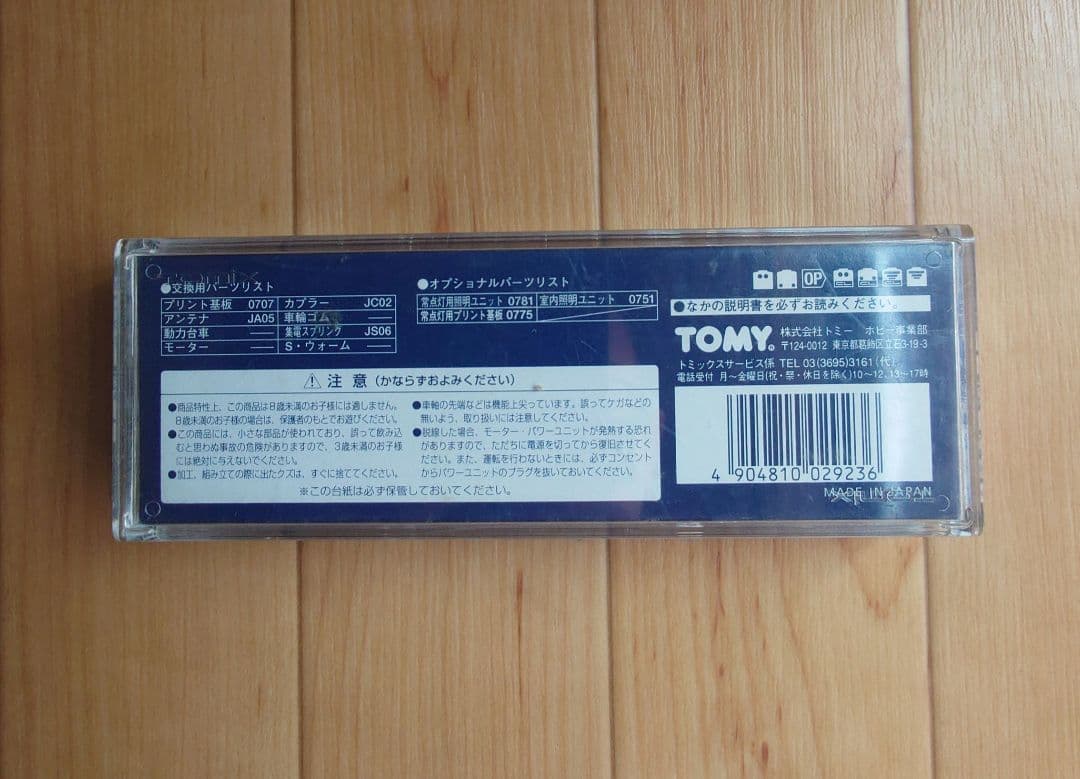 TOMIX
●交換用パーツリスト
プリント基板 0707 カプラー JC02
アンテナ JA05 車輪ゴム ——
動力台車 —— 集電スプリング JS06
モーター —— S・ウォーム ——
●オプショナルパーツリスト
常点灯用照明ユニット 0781 室内照明ユニット 0751
常点灯用プリント基板 0775
OP
●なかの説明書を必ずお読みください。
TOMY® 株式会社トミー ホビー事業部
〒124-0012 東京都葛飾区立石3-19-3
トミックスサービス係 TEL 03(3695)3161(代)
電話受付 月〜金曜日(祝・祭・休日を除く)10〜12、13〜17時
⚠ 注 意 (かならずおよみください)
●商品特性上、この商品は8歳未満のお子様には適しません。
8歳未満のお子様の場合は、保護者のもとでお遊びください。
●この商品には、小さな部品が使われており、誤って飲み込
むと思わぬ事故の危険がありますので、3歳未満のお子様
には絶対に与えないでください。
●加工、組み立ての際に出たクズは、すぐに捨ててください。
●車軸の先端などは機能上尖っています。誤ってケガなどの
無いよう、取り扱いには注意してください。
●脱線した場合、モーター・パワーユニットが発熱する恐れ
がありますので、ただちに電源を切ってから復旧させてく
ださい。また、運転を行わないときには、必ずコンセント
からパワーユニットのプラグを抜いておいてください。
※この台紙は必ず保管しておいてください。
4 904810 029236
MADE IN JAPAN
TOMIX